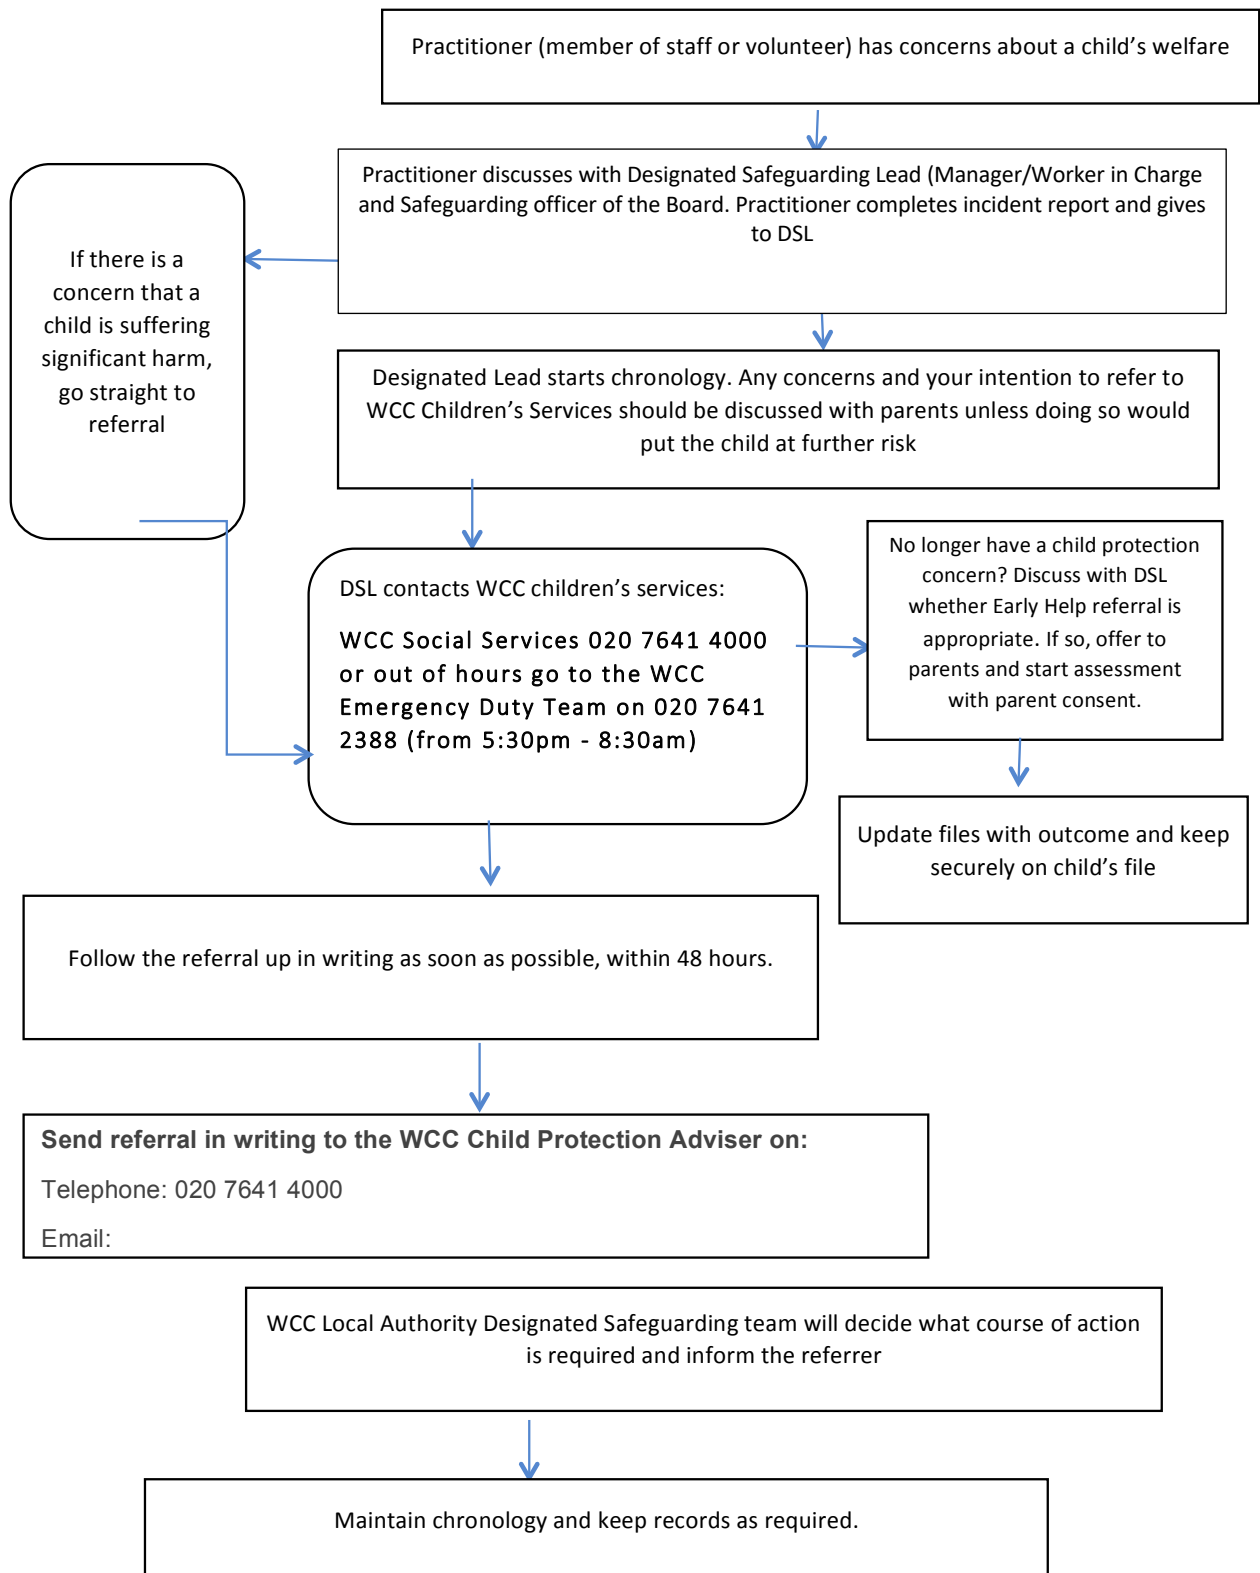 Practitioner (member of staff or volunteer) has concerns about a child’s welfare
Practitioner discusses with Designated Safeguarding Lead (Manager/Worker in Charge
and Safeguarding officer of the Board. Practitioner completes incident report and gives
to DSL
If there is a
concern that a
child is suffering
significant harm,
go straight to
referral
Designated Lead starts chronology. Any concerns and your intention to refer to
WCC Children’s Services should be discussed with parents unless doing so would
put the child at further risk
DSL contacts WCC children’s services:
WCC Social Services 020 7641 4000
or out of hours go to the WCC
Emergency Duty Team on 020 7641
2388 (from 5:30pm - 8:30am)
No longer have a child protection
concern? Discuss with DSL
whether Early Help referral is
appropriate. If so, offer to
parents and start assessment
with parent consent.
Update files with outcome and keep
securely on child’s file
Follow the referral up in writing as soon as possible, within 48 hours.
Send referral in writing to the WCC Child Protection Adviser on:
Telephone: 020 7641 4000
Email:
WCC Local Authority Designated Safeguarding team will decide what course of action
is required and inform the referrer
Maintain chronology and keep records as required.